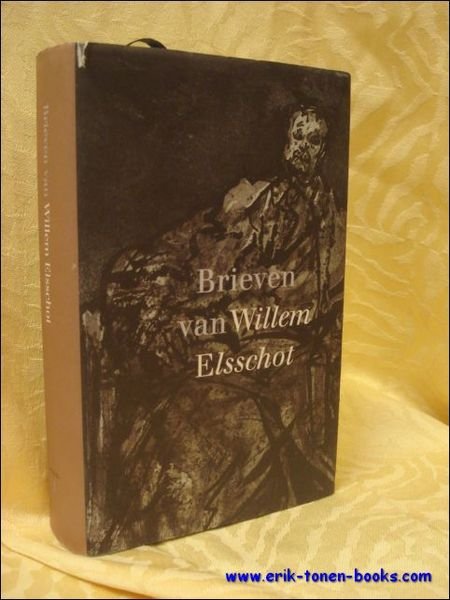 Brieven van Willem Elsschot
Brieven
van Willem
Elsschot
www.erik-tonen-books.com